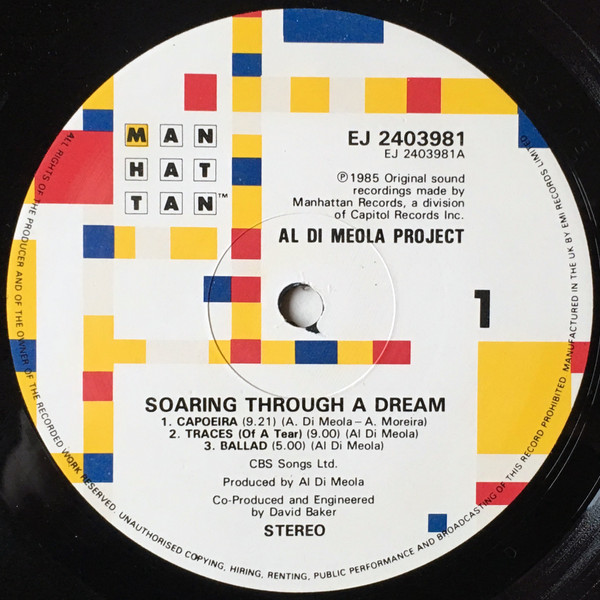 MAN
HAT
TAN™
EJ 2403981
EJ 2403981A
℗ 1985 Original sound
recordings made by
Manhattan Records, a division
of Capitol Records Inc.
AL DI MEOLA PROJECT
1
SOARING THROUGH A DREAM
1. CAPOEIRA (9.21) (A. Di Meola – A. Moreira)
2. TRACES (Of A Tear) (9.00) (Al Di Meola)
3. BALLAD (5.00) (Al Di Meola)
CBS Songs Ltd.
Produced by Al Di Meola
Co-Produced and Engineered
by David Baker
STEREO
ALL RIGHTS OF THE PRODUCER AND OF THE OWNER OF THE RECORDED WORK RESERVED. UNAUTHORISED COPYING, HIRING, RENTING, PUBLIC PERFORMANCE AND BROADCASTING OF THIS RECORD PROHIBITED. MANUFACTURED IN THE UK BY EMI RECORDS LIMITED